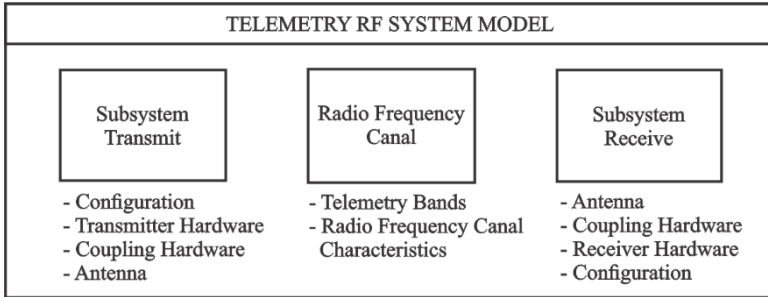 TELEMETRY RF SYSTEM MODEL
Subsystem
Transmit
- Configuration
- Transmitter Hardware
- Coupling Hardware
- Antenna
Radio Frequency
Canal
- Telemetry Bands
- Radio Frequency Canal
Characteristics
Subsystem
Receive
- Antenna
- Coupling Hardware
- Receiver Hardware
- Configuration